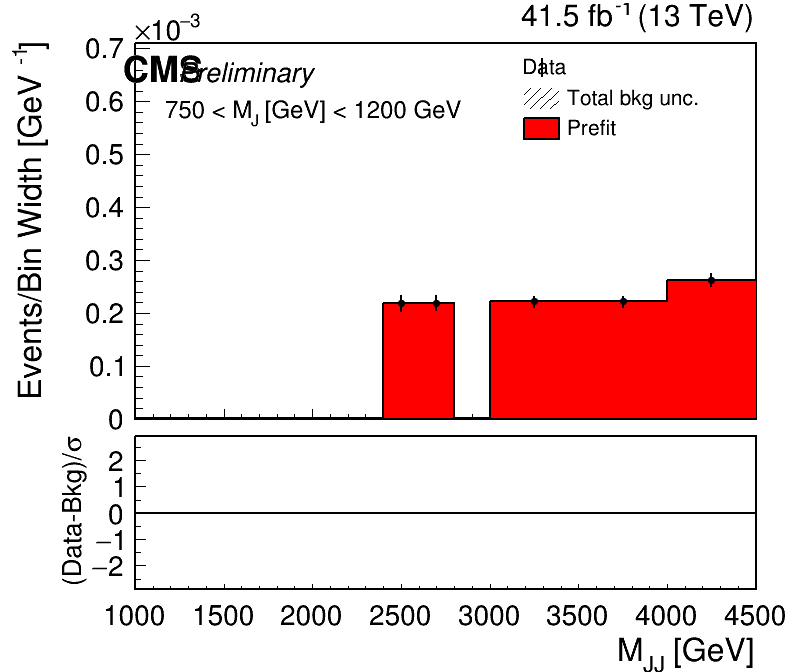 41.5 fb⁻¹ (13 TeV)
×10⁻³
CMS Preliminary
750 < M_J [GeV] < 1200 GeV
Data
Total bkg unc.
Prefit
Events/Bin Width [GeV⁻¹]
0.7
0.6
0.5
0.4
0.3
0.2
0.1
0
(Data-Bkg)/σ
2
1
0
−1
−2
1000 1500 2000 2500 3000 3500 4000 4500
M_JJ [GeV]